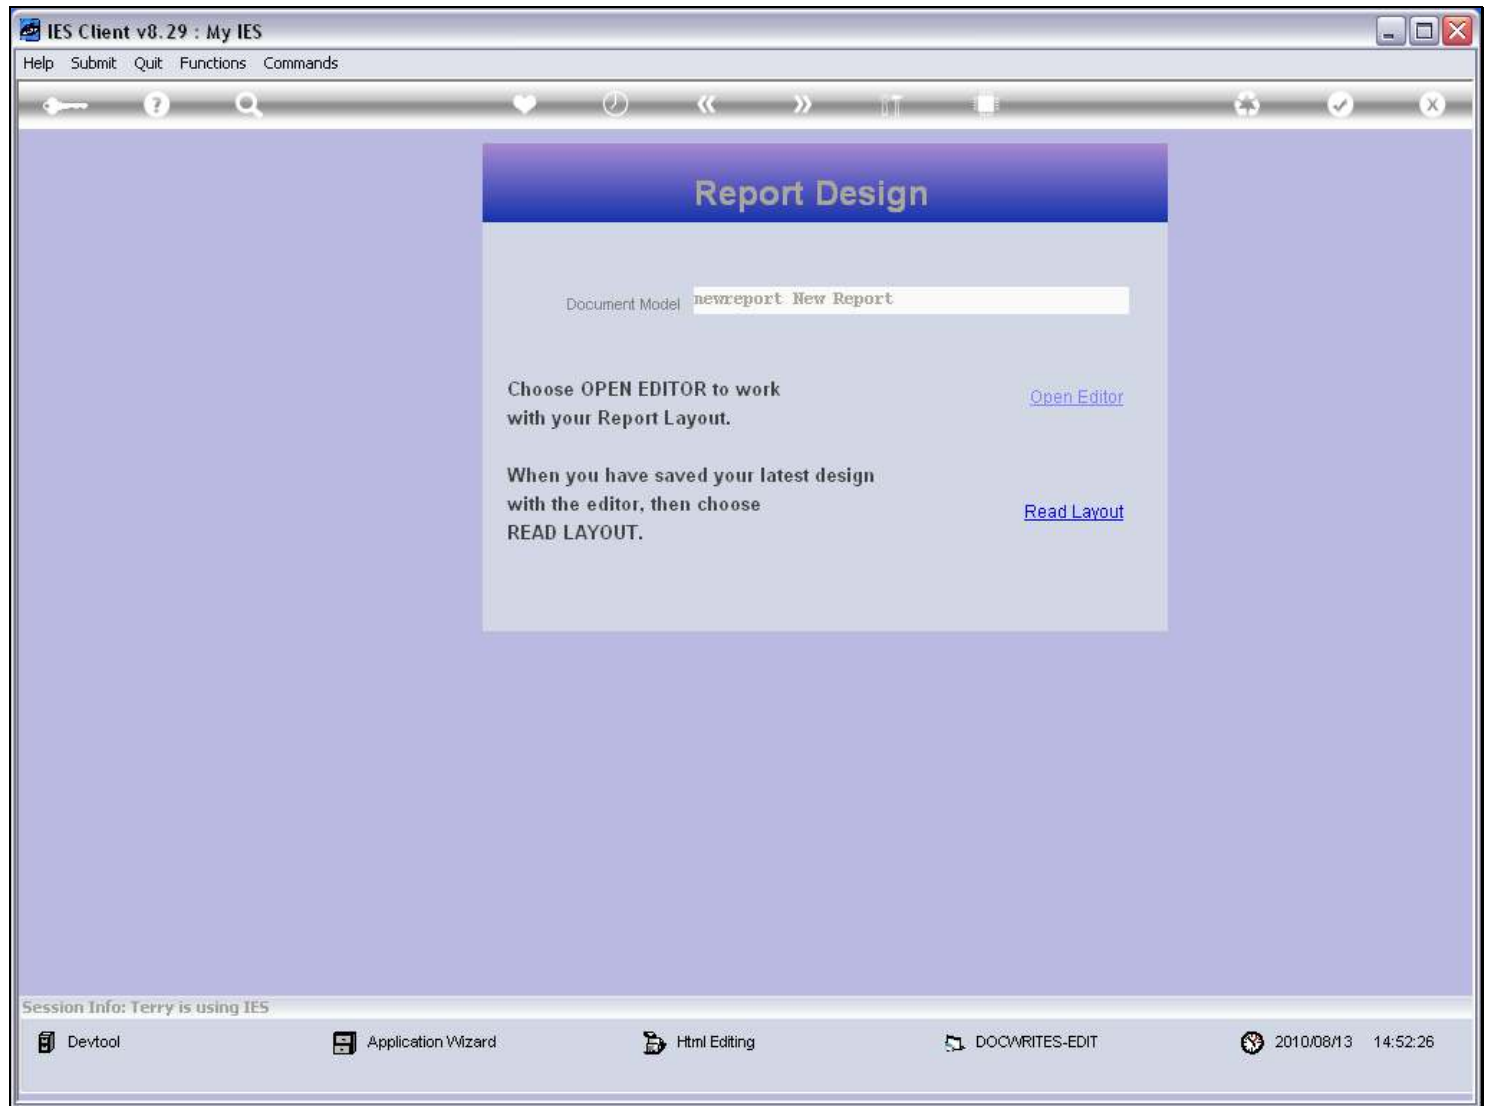 IES Client v8.29 : My IES
Help Submit Quit Functions Commands
Report Design
Document Model newreport New Report
Choose OPEN EDITOR to work
with your Report Layout.
Open Editor
When you have saved your latest design
with the editor, then choose
READ LAYOUT.
Read Layout
Session Info: Terry is using IES
Devtool Application Wizard Html Editing DOCWRITES-EDIT 2010/08/13 14:52:26